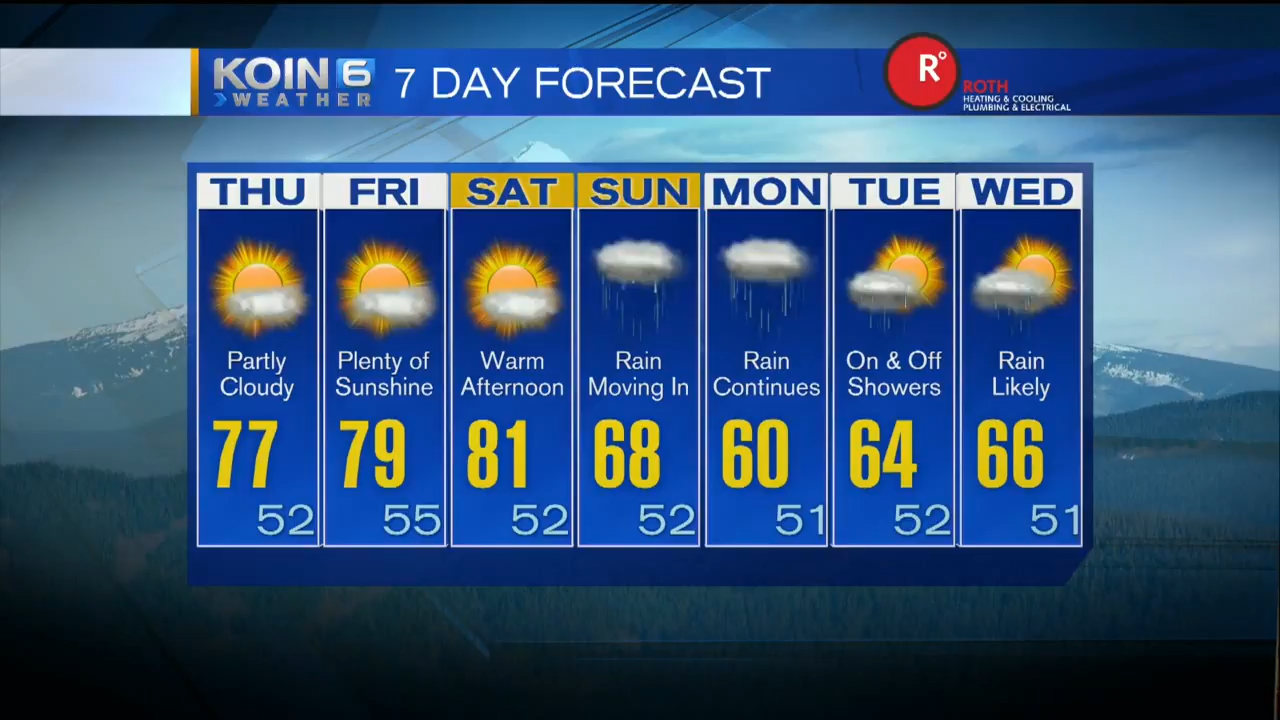 KOIN 6
WEATHER
7 DAY FORECAST
R°
ROTH
HEATING & COOLING
PLUMBING & ELECTRICAL
THU
Partly
Cloudy
77
52
FRI
Plenty of
Sunshine
79
55
SAT
Warm
Afternoon
81
52
SUN
Rain
Moving In
68
52
MON
Rain
Continues
60
51
TUE
On & Off
Showers
64
52
WED
Rain
Likely
66
51